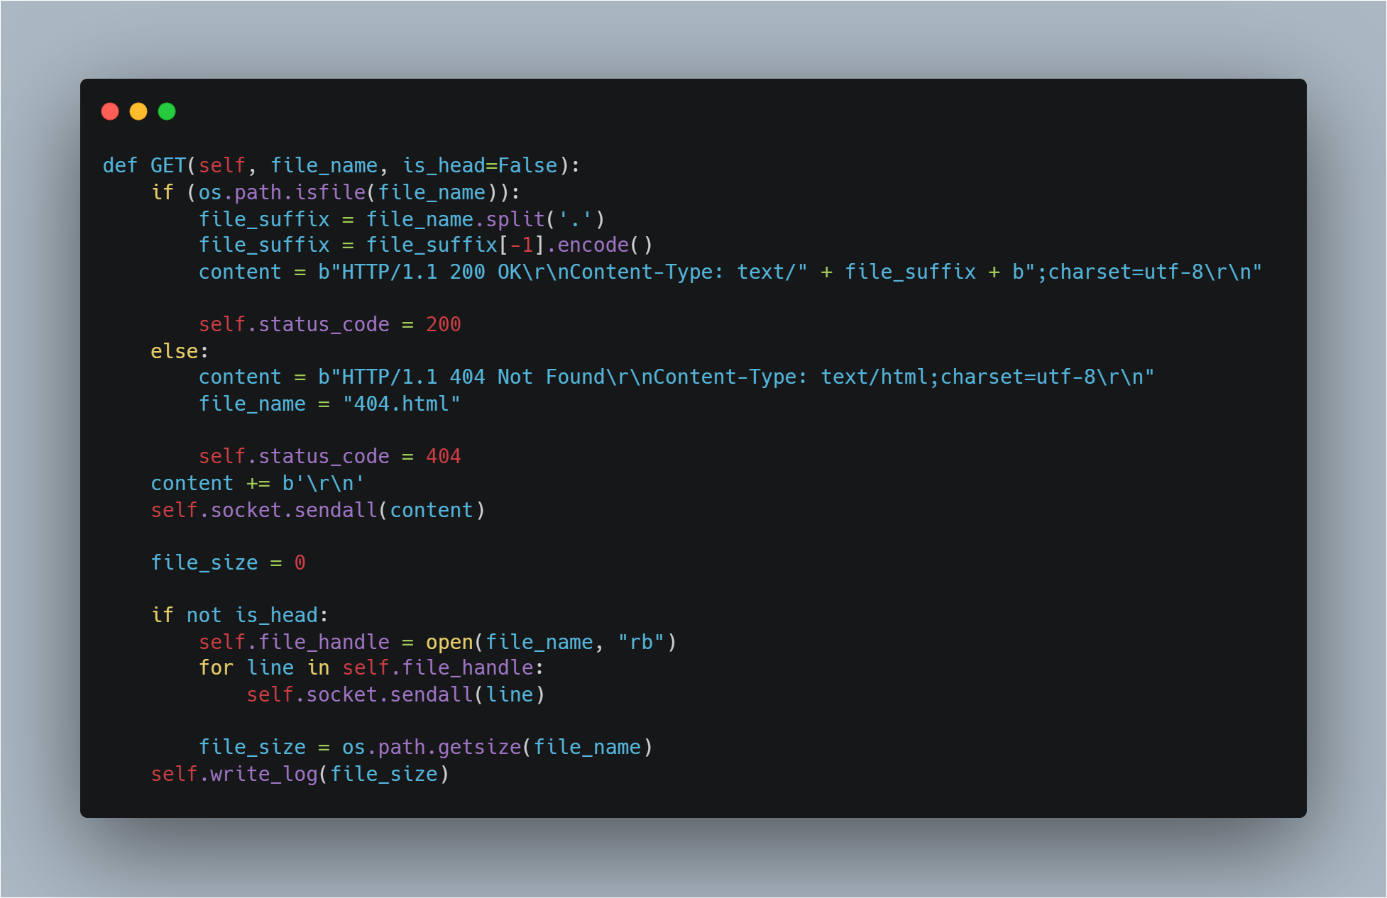 def GET(self, file_name, is_head=False):
    if (os.path.isfile(file_name)):
        file_suffix = file_name.split('.')
        file_suffix = file_suffix[-1].encode()
        content = b"HTTP/1.1 200 OK\r\nContent-Type: text/" + file_suffix + b";charset=utf-8\r\n"

        self.status_code = 200
    else:
        content = b"HTTP/1.1 404 Not Found\r\nContent-Type: text/html;charset=utf-8\r\n"
        file_name = "404.html"

        self.status_code = 404
    content += b'\r\n'
    self.socket.sendall(content)

    file_size = 0

    if not is_head:
        self.file_handle = open(file_name, "rb")
        for line in self.file_handle:
            self.socket.sendall(line)

        file_size = os.path.getsize(file_name)
    self.write_log(file_size)